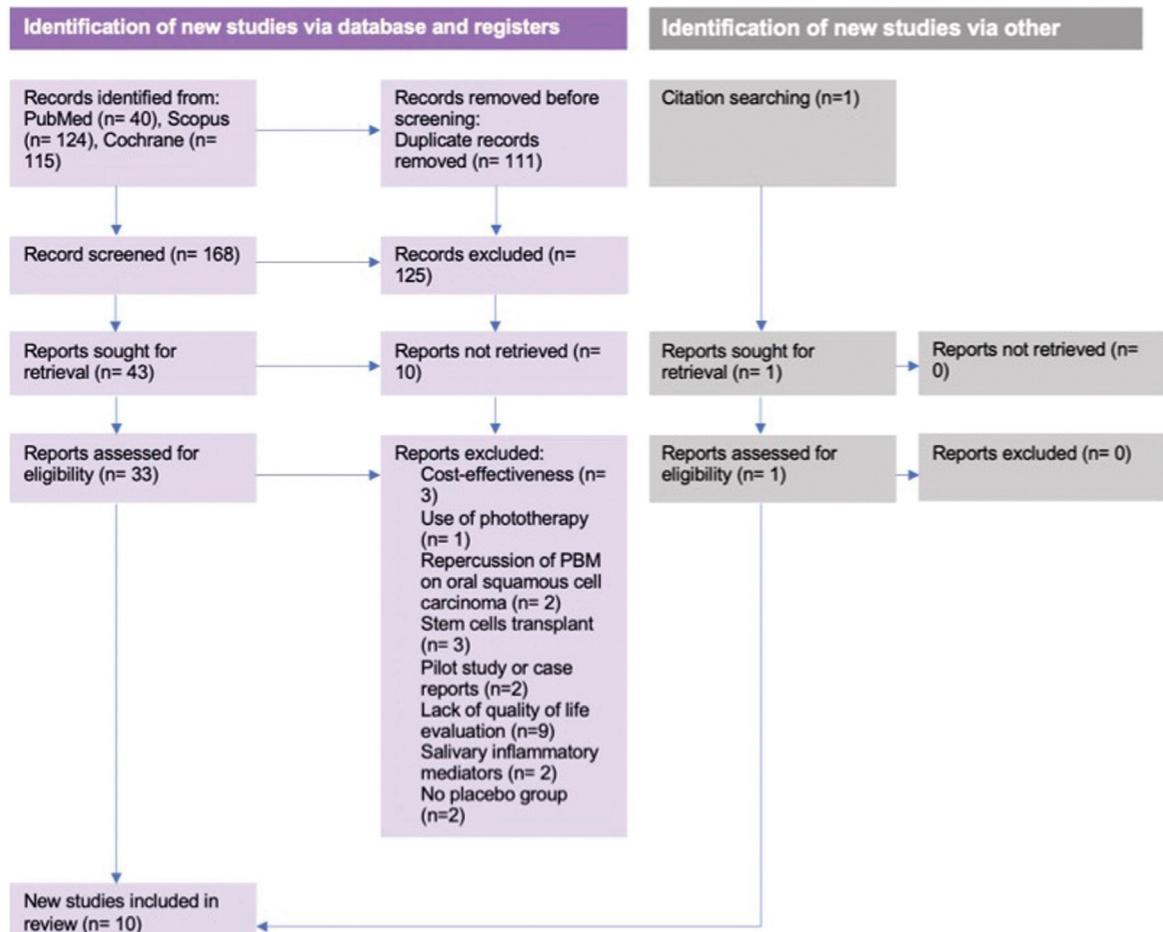 Identification of new studies via database and registers
Identification of new studies via other
Records identified from:
PubMed (n= 40), Scopus
(n= 124), Cochrane (n=
115)
Records removed before
screening:
Duplicate records
removed (n= 111)
Citation searching (n=1)
Record screened (n= 168)
Records excluded (n=
125)
Reports sought for
retrieval (n= 43)
Reports not retrieved (n=
10)
Reports sought for
retrieval (n= 1)
Reports not retrieved (n=
0)
Reports assessed for
eligibility (n= 33)
Reports excluded:
Cost-effectiveness (n=
3)
Use of phototherapy
(n= 1)
Repercussion of PBM
on oral squamous cell
carcinoma (n= 2)
Stem cells transplant
(n= 3)
Pilot study or case
reports (n=2)
Lack of quality of life
evaluation (n=9)
Salivary inflammatory
mediators (n= 2)
No placebo group
(n=2)
Reports assessed for
eligibility (n= 1)
Reports excluded (n= 0)
New studies included in
review (n= 10)